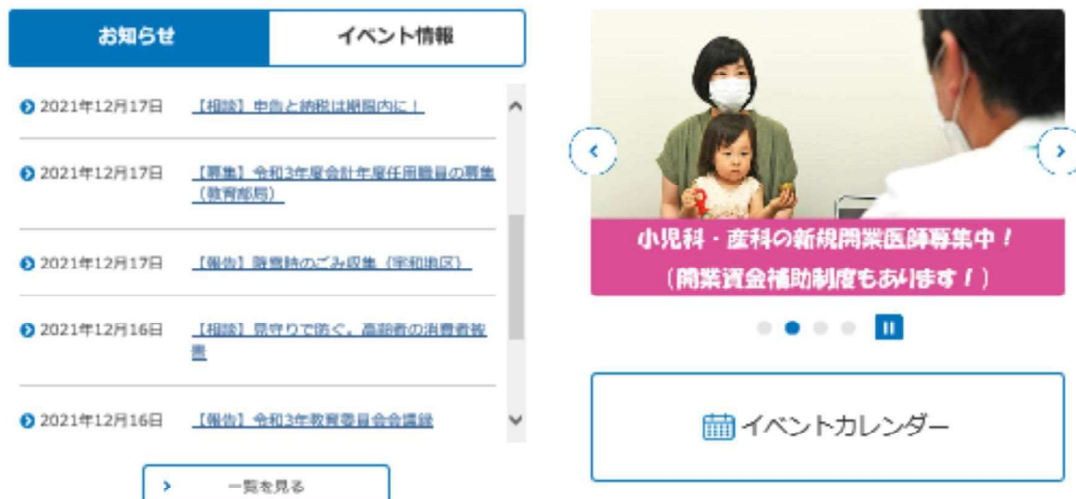 お知らせ
イベント情報
2021年12月17日 【相談】申告と納税は期限内に！
2021年12月17日 【募集】令和3年度会計年度任用職員の募集
（教育部局）
2021年12月17日 【報告】降雪時のごみ収集（宇和地区）
2021年12月16日 【相談】見守りで防ぐ。高齢者の消費者被
害
2021年12月16日 【報告】令和3年教育委員会会議録
一覧を見る
小児科・産科の新規開業医師募集中！
（開業資金補助制度もあります！）
イベントカレンダー